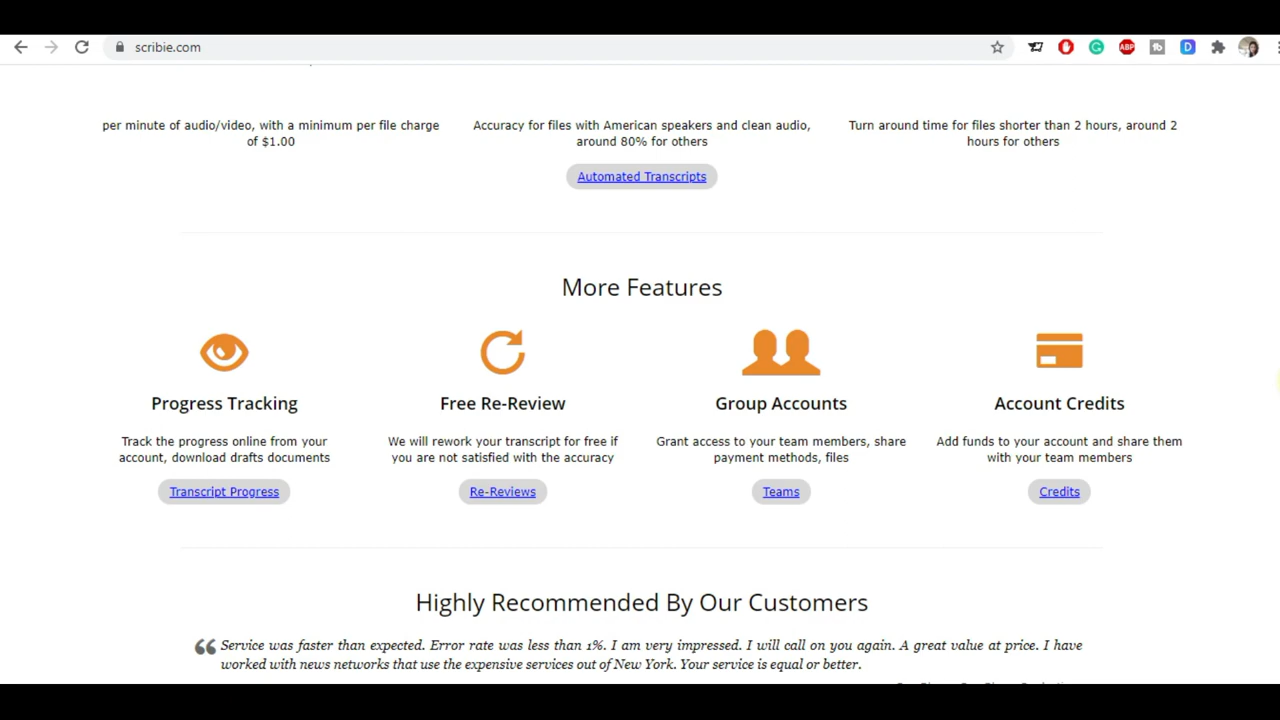 scribie.com
ABP
D
per minute of audio/video, with a minimum per file charge
of $1.00
Accuracy for files with American speakers and clean audio,
around 80% for others
Turn around time for files shorter than 2 hours, around 2
hours for others
Automated Transcripts
More Features
Progress Tracking
Track the progress online from your
account, download drafts documents
Transcript Progress
Free Re-Review
We will rework your transcript for free if
you are not satisfied with the accuracy
Re-Reviews
Group Accounts
Grant access to your team members, share
payment methods, files
Teams
Account Credits
Add funds to your account and share them
with your team members
Credits
Highly Recommended By Our Customers
Service was faster than expected. Error rate was less than 1%. I am very impressed. I will call on you again. A great value at price. I have
worked with news networks that use the expensive services out of New York. Your service is equal or better.